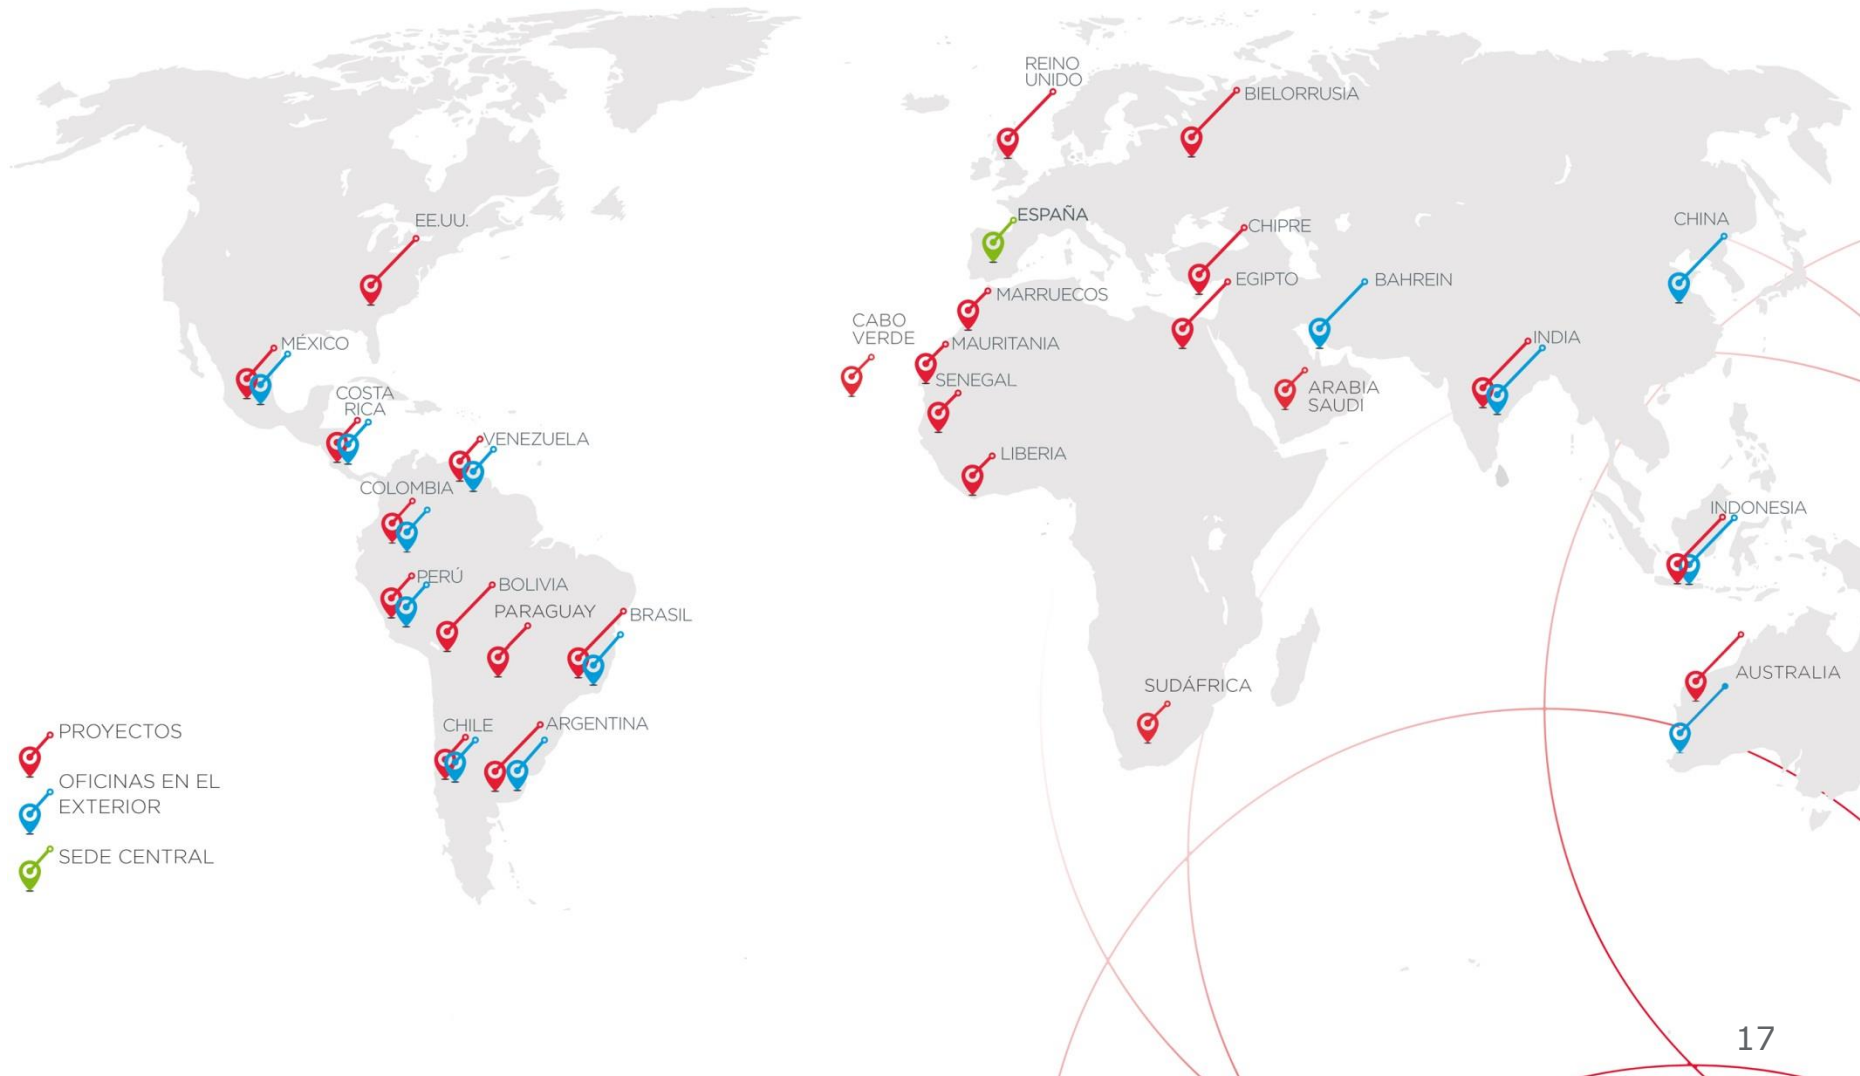 REINO
UNIDO
BIELORRUSIA
EE.UU.
ESPAÑA
CHIPRE
CHINA
EGIPTO
BAHREIN
MARRUECOS
CABO
VERDE
MÉXICO
MAURITANIA
INDIA
SENEGAL
ARABIA
SAUDI
COSTA
RICA
VENEZUELA
LIBERIA
COLOMBIA
INDONESIA
PERÚ
BOLIVIA
PARAGUAY
BRASIL
AUSTRALIA
SUDÁFRICA
CHILE
ARGENTINA
PROYECTOS
OFICINAS EN EL
EXTERIOR
SEDE CENTRAL
17